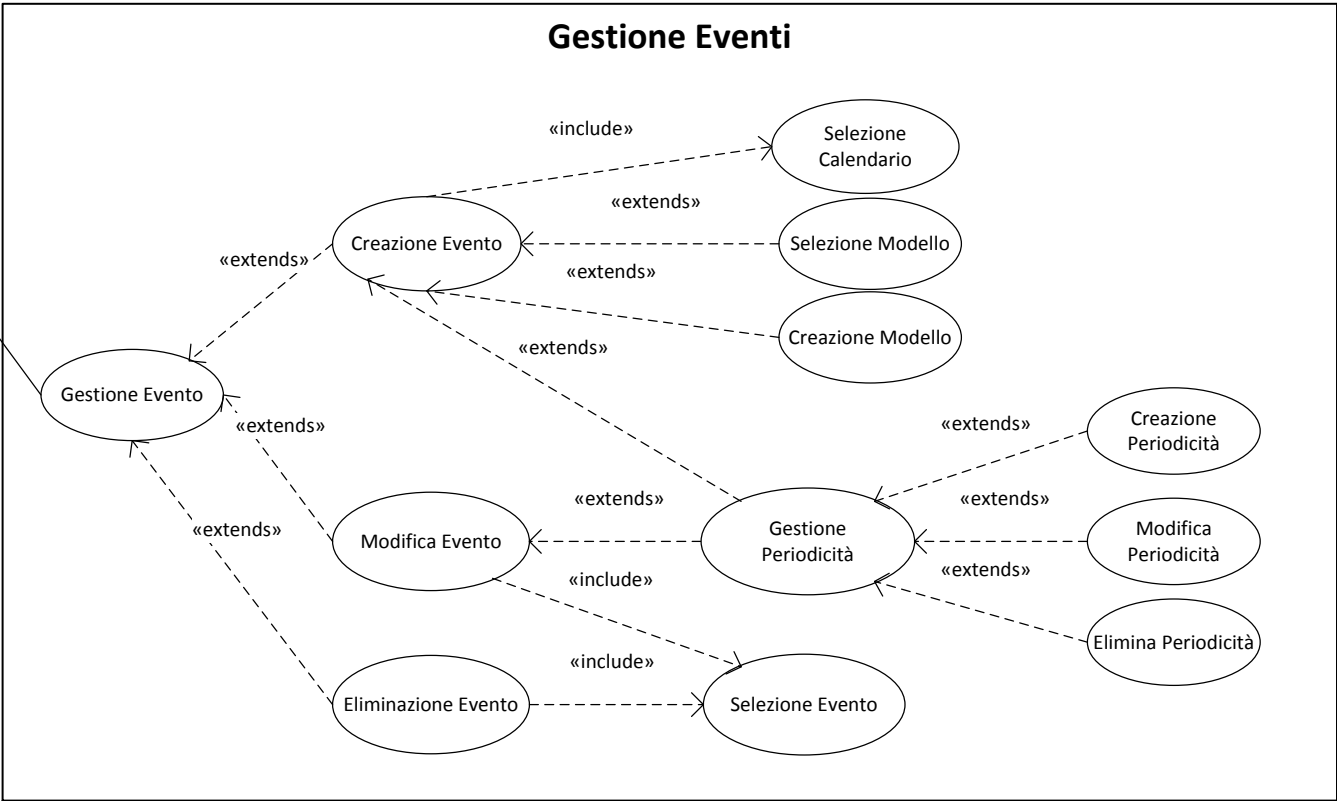 Gestione Eventi
«include»
Selezione
Calendario
«extends»
Creazione Evento
Selezione Modello
«extends»
«extends»
Creazione Modello
«extends»
Gestione Evento
«extends»
Creazione
Periodicità
«extends»
«extends»
«extends»
«extends»
Modifica Evento
Gestione
Periodicità
Modifica
Periodicità
«extends»
«include»
Elimina Periodicità
«include»
Eliminazione Evento
Selezione Evento